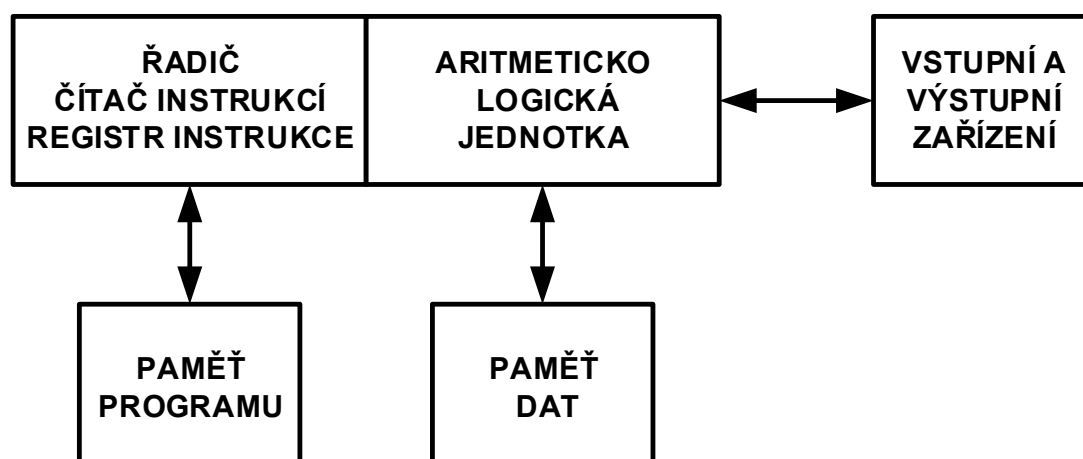 ŘADIČ
ČÍTAČ INSTRUKCÍ
REGISTR INSTRUKCE
ARITMETICKO
LOGICKÁ
JEDNOTKA
VSTUPNÍ A
VÝSTUPNÍ
ZAŘÍZENÍ
PAMĚŤ
PROGRAMU
PAMĚŤ
DAT